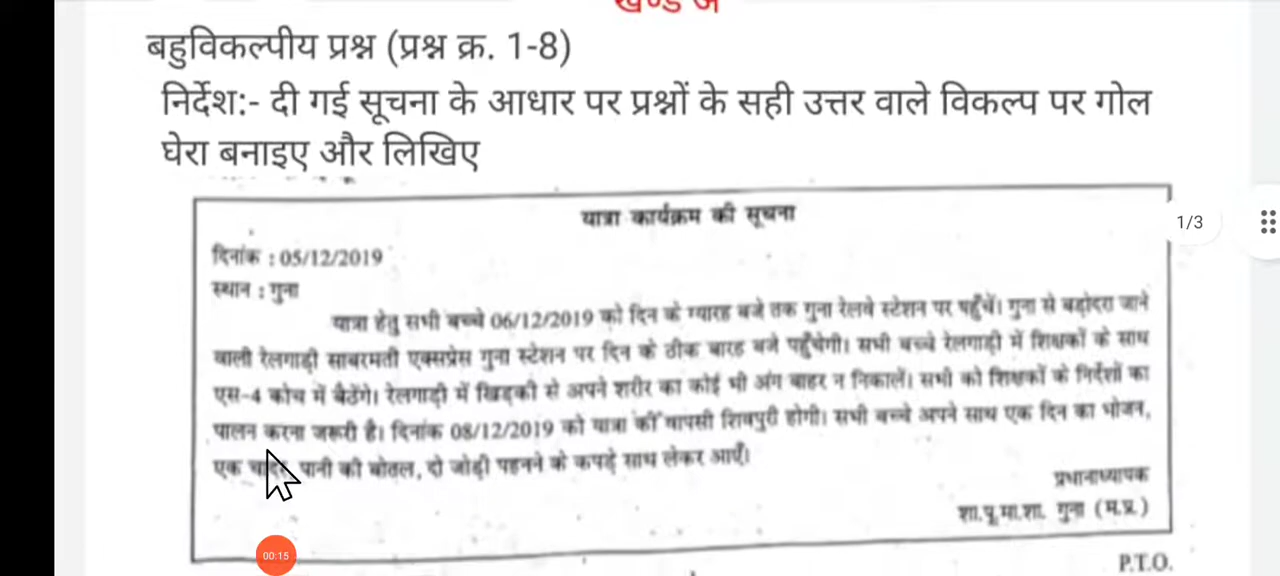 खण्ड अ
बहुविकल्पीय प्रश्न (प्रश्न क्र. 1-8)
निर्देश:- दी गई सूचना के आधार पर प्रश्नों के सही उत्तर वाले विकल्प पर गोल
घेरा बनाइए और लिखिए
यात्रा कार्यक्रम की सूचना
दिनांक : 05/12/2019
1/3
स्थान : गुना
यात्रा हेतु सभी बच्चे 06/12/2019 को दिन के ग्यारह बजे तक गुना रेलवे स्टेशन पर पहुँचें। गुना से बड़ोदरा जाने
वाली रेलगाड़ी साबरमती एक्सप्रेस गुना स्टेशन पर दिन के ठीक बारह बजे पहुँचेगी। सभी बच्चे रेलगाड़ी में शिक्षकों के साथ
एस-4 कोच में बैठेंगे। रेलगाड़ी में खिड़की से अपने शरीर का कोई भी अंग बाहर न निकालें। सभी को शिक्षकों के निर्देशों का
पालन करना जरूरी है। दिनांक 08/12/2019 को यात्रा की वापसी शिवपुरी होगी। सभी बच्चे अपने साथ एक दिन का भोजन,
एक चादर, पानी की बोतल, दो जोड़ी पहनने के कपड़े साथ लेकर आएँ।
प्रधानाध्यापक
शा.पू.मा.शा. गुना (म.प्र.)
00:15
P.T.O.